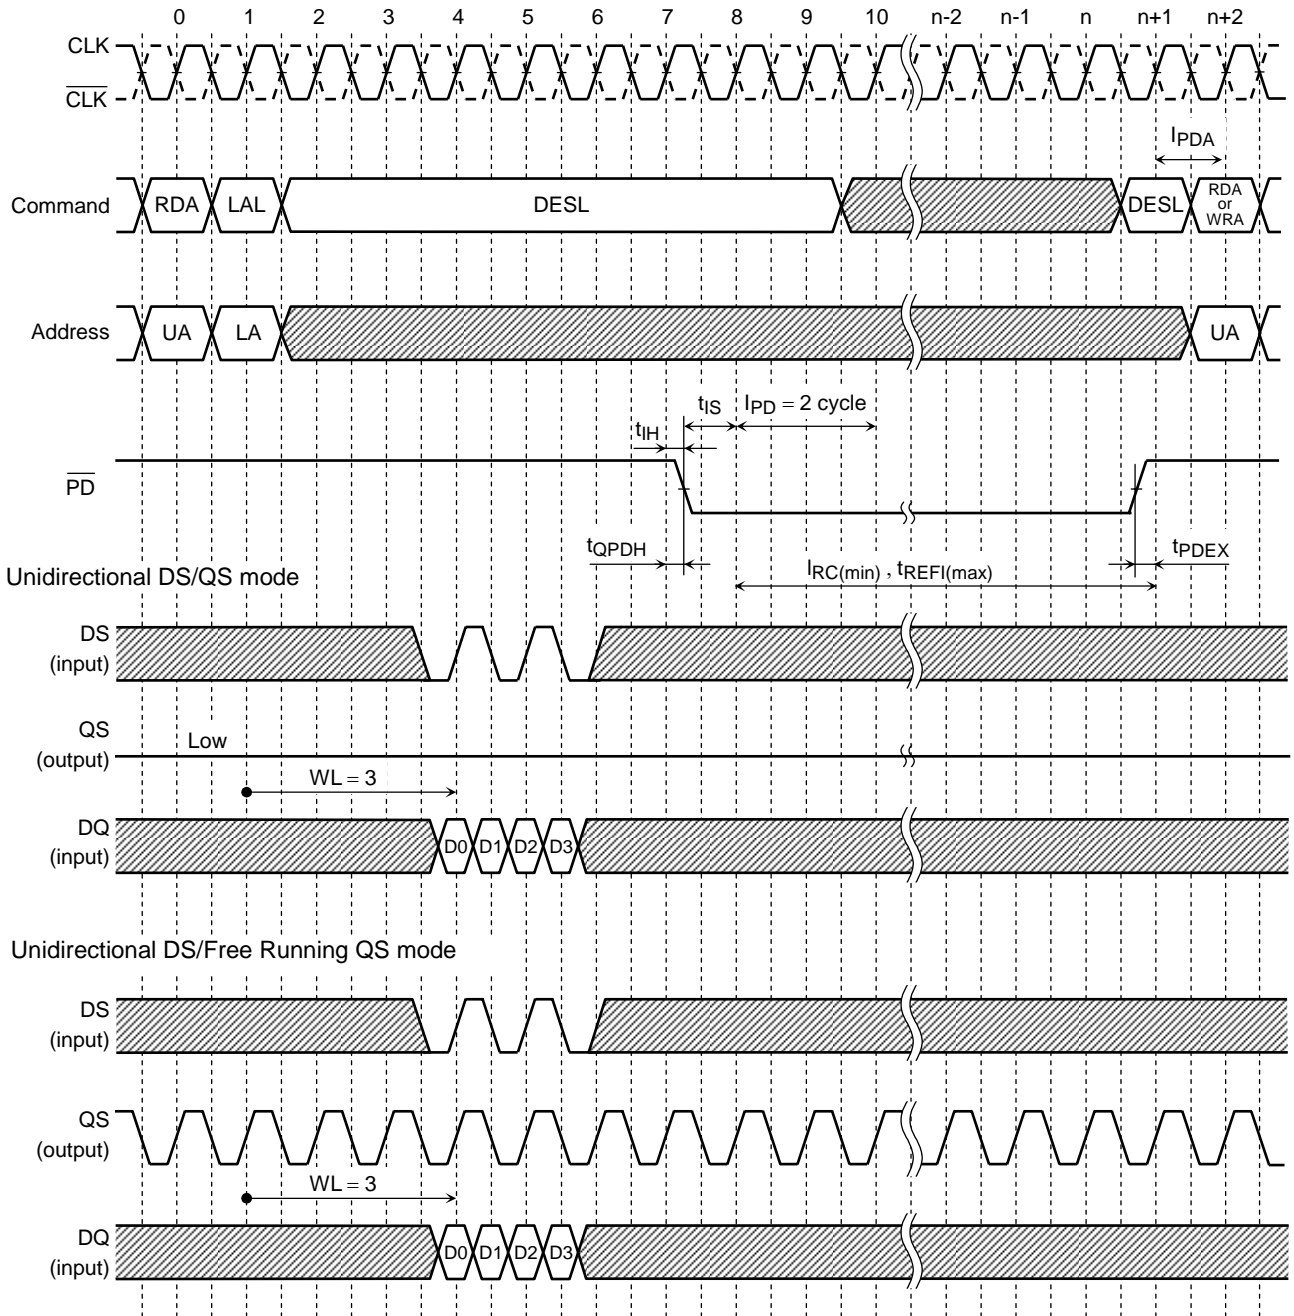 0 1 2 3 4 5 6 7 8 9 10 n-2 n-1 n n+1 n+2
CLK
CLK
IPDA
Command RDA LAL DESL DESL RDA or WRA
Address UA LA UA
tIS IPD = 2 cycle
tIH
PD
tQPDH tPDEX
IRC(min) , tREFI(max)
Unidirectional DS/QS mode
DS
(input)
QS
(output)
Low
WL = 3
DQ
(input)
D0 D1 D2 D3
Unidirectional DS/Free Running QS mode
DS
(input)
QS
(output)
WL = 3
DQ
(input)
D0 D1 D2 D3